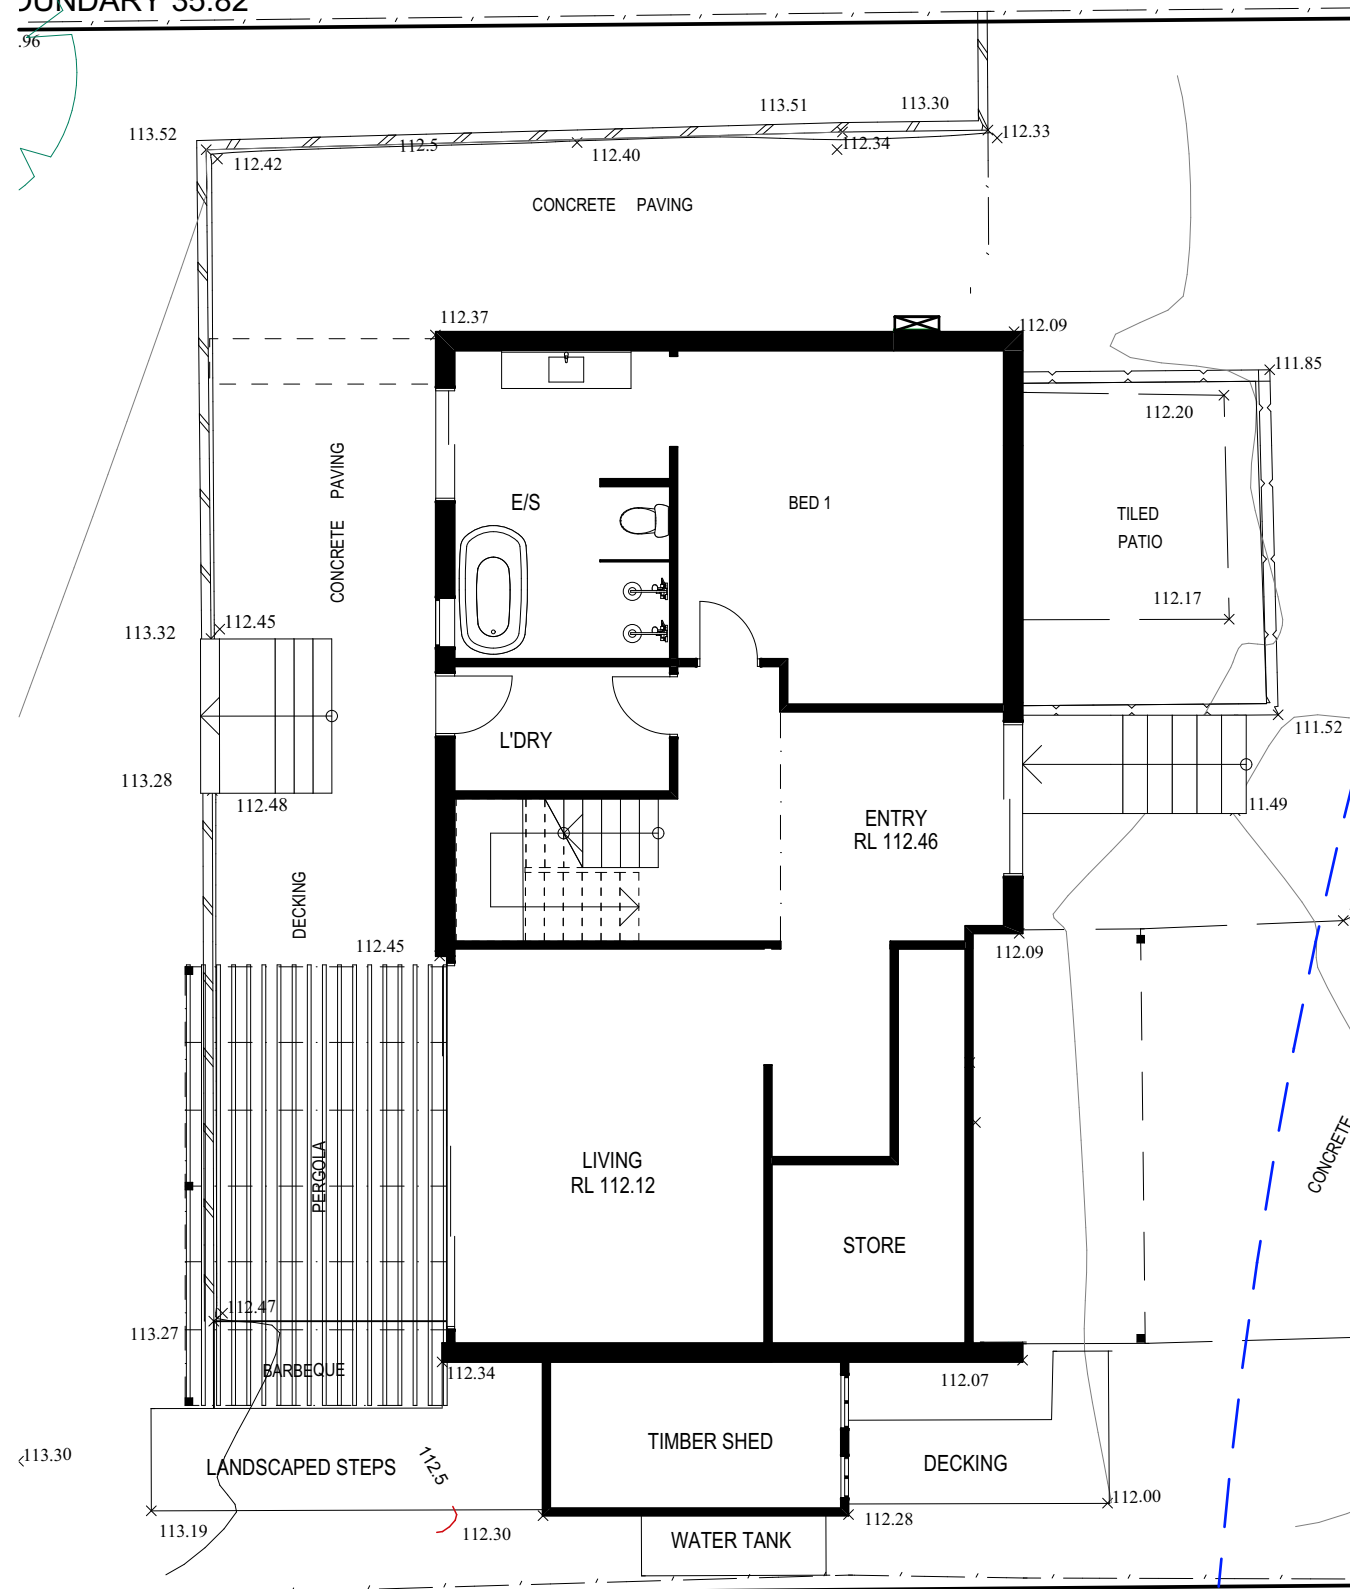 BOUNDARY 35.82
.96
113.51
113.30
113.52
112.5
112.34
112.33
112.42
112.40
CONCRETE PAVING
112.37
112.09
111.85
112.20
CONCRETE PAVING
E/S
BED 1
TILED
PATIO
112.17
113.32
112.45
111.52
L'DRY
113.28
112.48
11.49
ENTRY
RL 112.46
DECKING
112.45
112.09
CONCRETE
PERGOLA
LIVING
RL 112.12
STORE
112.47
113.27
BARBEQUE
112.34
112.07
TIMBER SHED
113.30
LANDSCAPED STEPS
112.5
DECKING
112.00
113.19
112.30
112.28
WATER TANK